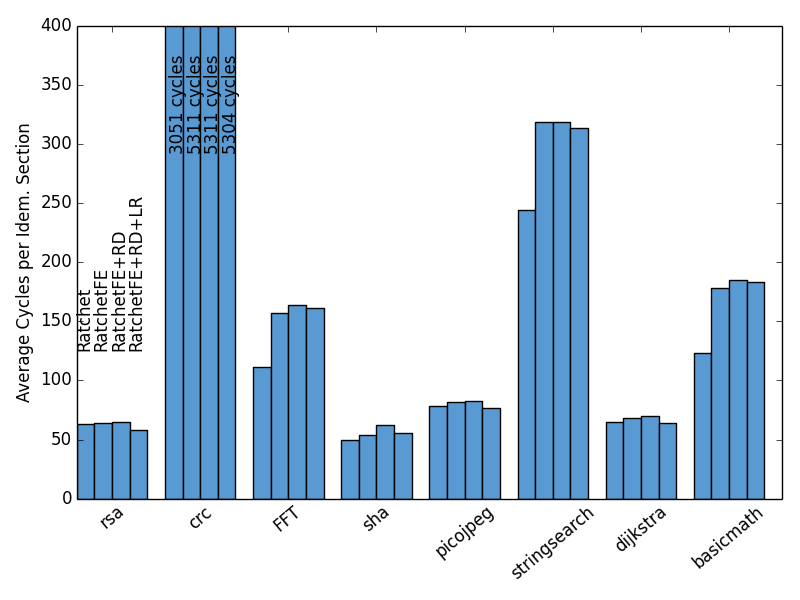 Average Cycles per Idem. Section
400
350
300
250
200
150
100
50
0
Ratchet
RatchetFE
RatchetFE+RD
RatchetFE+RD+LR
3051 cycles
5311 cycles
5311 cycles
5304 cycles
rsa
crc
FFT
sha
picojpeg
stringsearch
dijkstra
basicmath